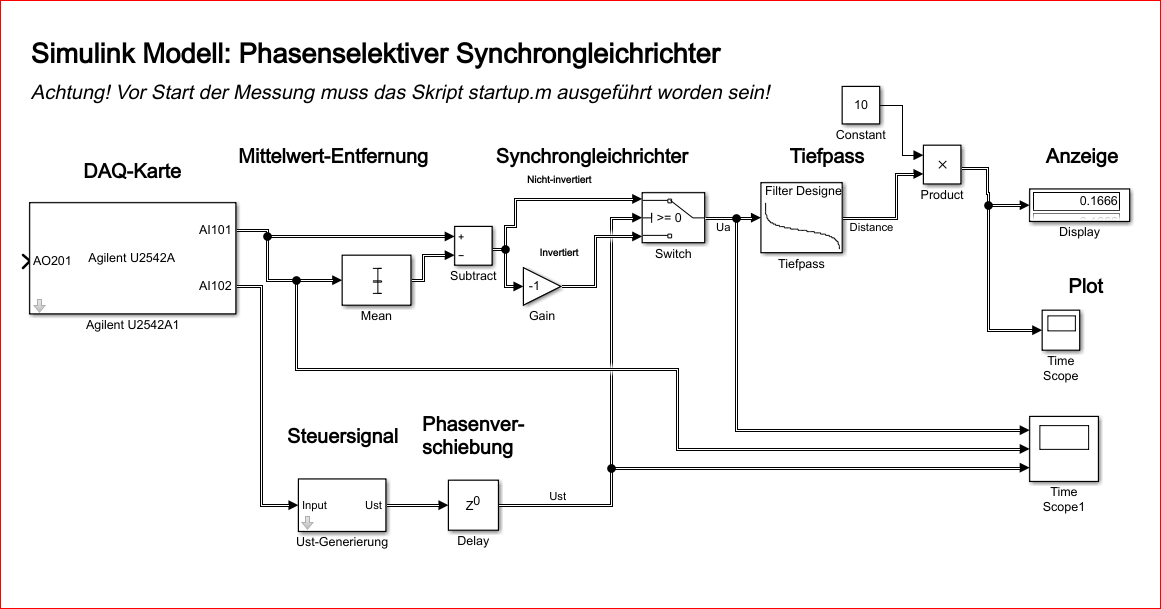 Simulink Modell: Phasenselektiver Synchrongleichrichter
Achtung! Vor Start der Messung muss das Skript startup.m ausgeführt worden sein!
10
Constant
DAQ-Karte
Mittelwert-Entfernung
Synchrongleichrichter
Tiefpass
Anzeige
Nicht-invertiert
×
Product
Filter Designe
0.1666
Display
AI101
AO201
Agilent U2542A
AI102
Agilent U2542A1
+
−
Subtract
Mean
Invertiert
-1
Gain
>= 0
Switch
Ua
Tiefpass
Distance
Plot
Time
Scope
Steuersignal
Phasenver-
schiebung
Input
Ust
Ust-Generierung
Z0
Delay
Ust
Time
Scope1